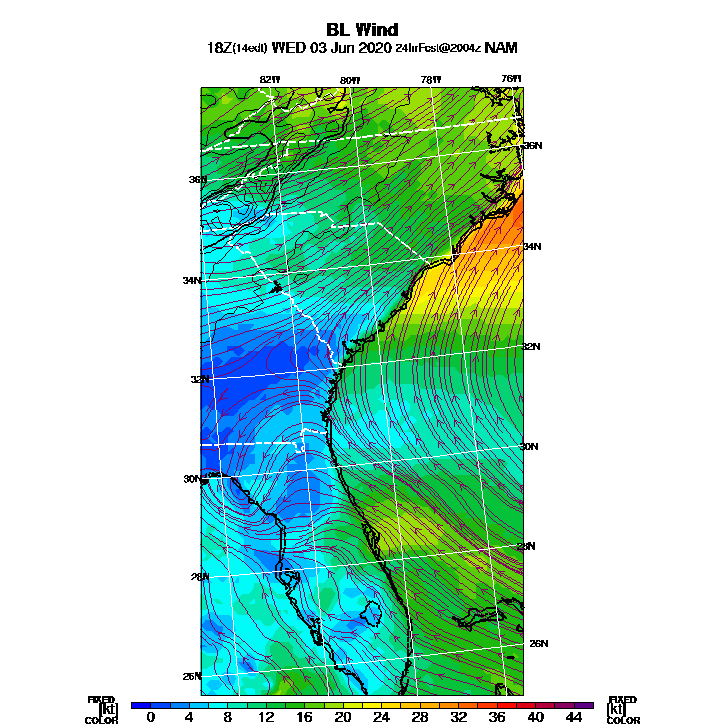 BL Wind
18Z(14edt) WED 03 Jun 2020 24hrFcst@2004z NAM
82W 80W 78W 76W
36N
36N
34N
34N
32N
32N
30N
30N
28N
28N
26N
26N
FIXED FIXED
[kt] 0 4 8 12 16 20 24 28 32 36 40 44 [kt]
COLOR COLOR